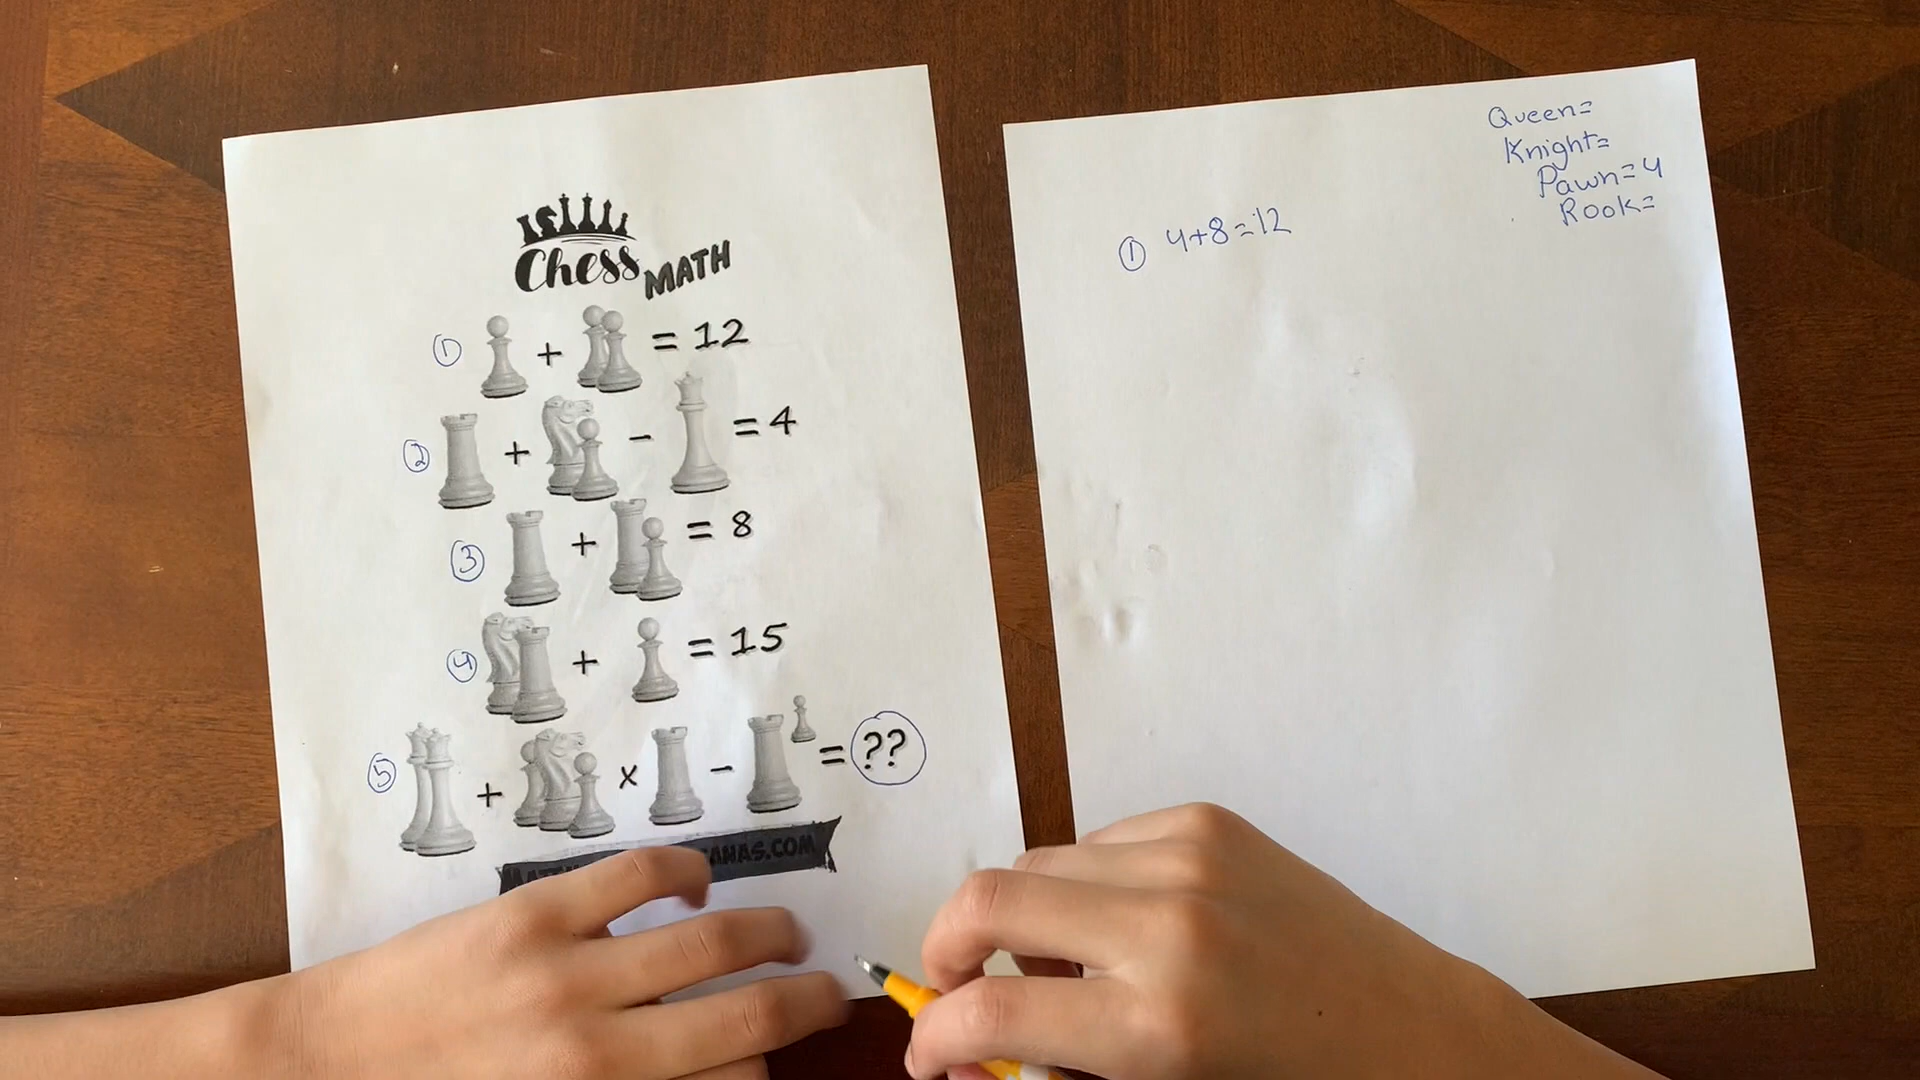 Chess MATH
① + = 12
② + - = 4
③ + = 8
④ + = 15
⑤ + x - = ??
ANAS.COM
Queen=
Knight=
Pawn=4
Rook=
① 4+8=12